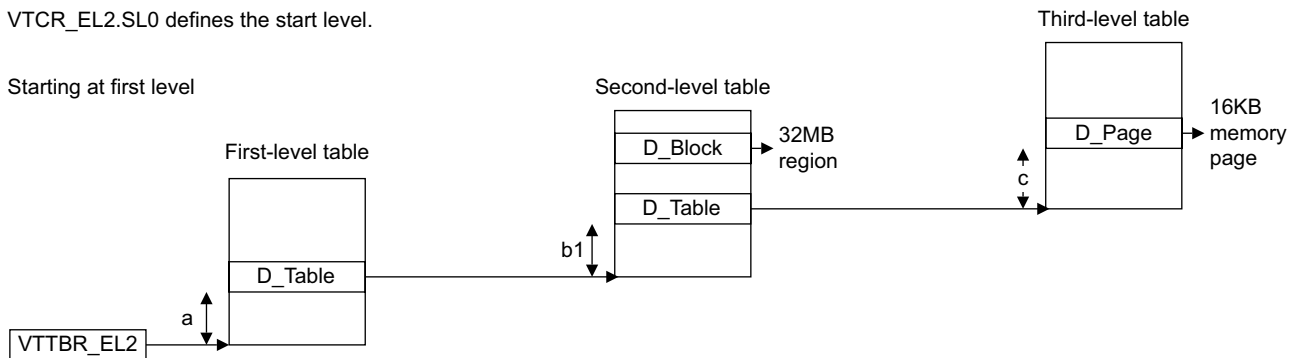 VTCR_EL2.SL0 defines the start level.
Third-level table
Starting at first level
Second-level table
D_Block
32MB
region
D_Page
16KB
memory
page
First-level table
c
D_Table
b1
D_Table
a
VTTBR_EL2